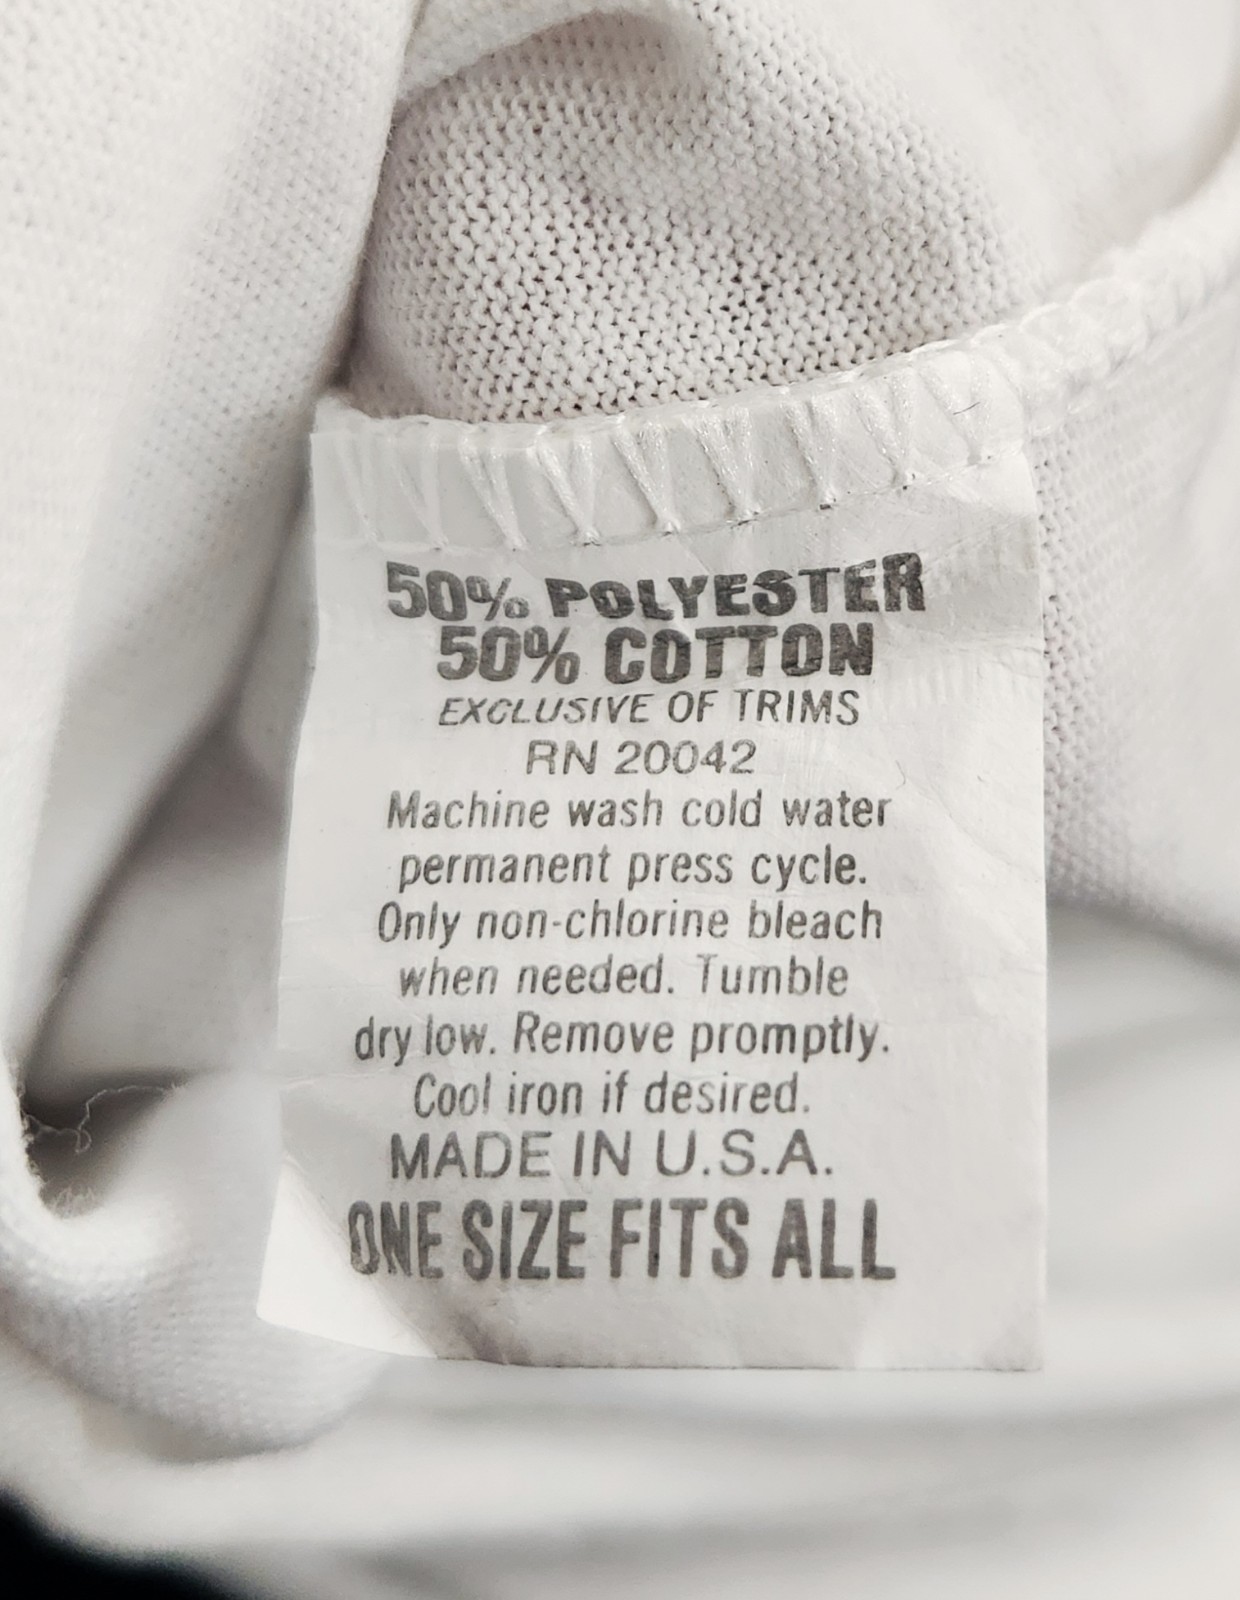 50% POLYESTER
50% COTTON
EXCLUSIVE OF TRIMS
RN 20042
Machine wash cold water
permanent press cycle.
Only non-chlorine bleach
when needed. Tumble
dry low. Remove promptly.
Cool iron if desired.
MADE IN U.S.A.
ONE SIZE FITS ALL